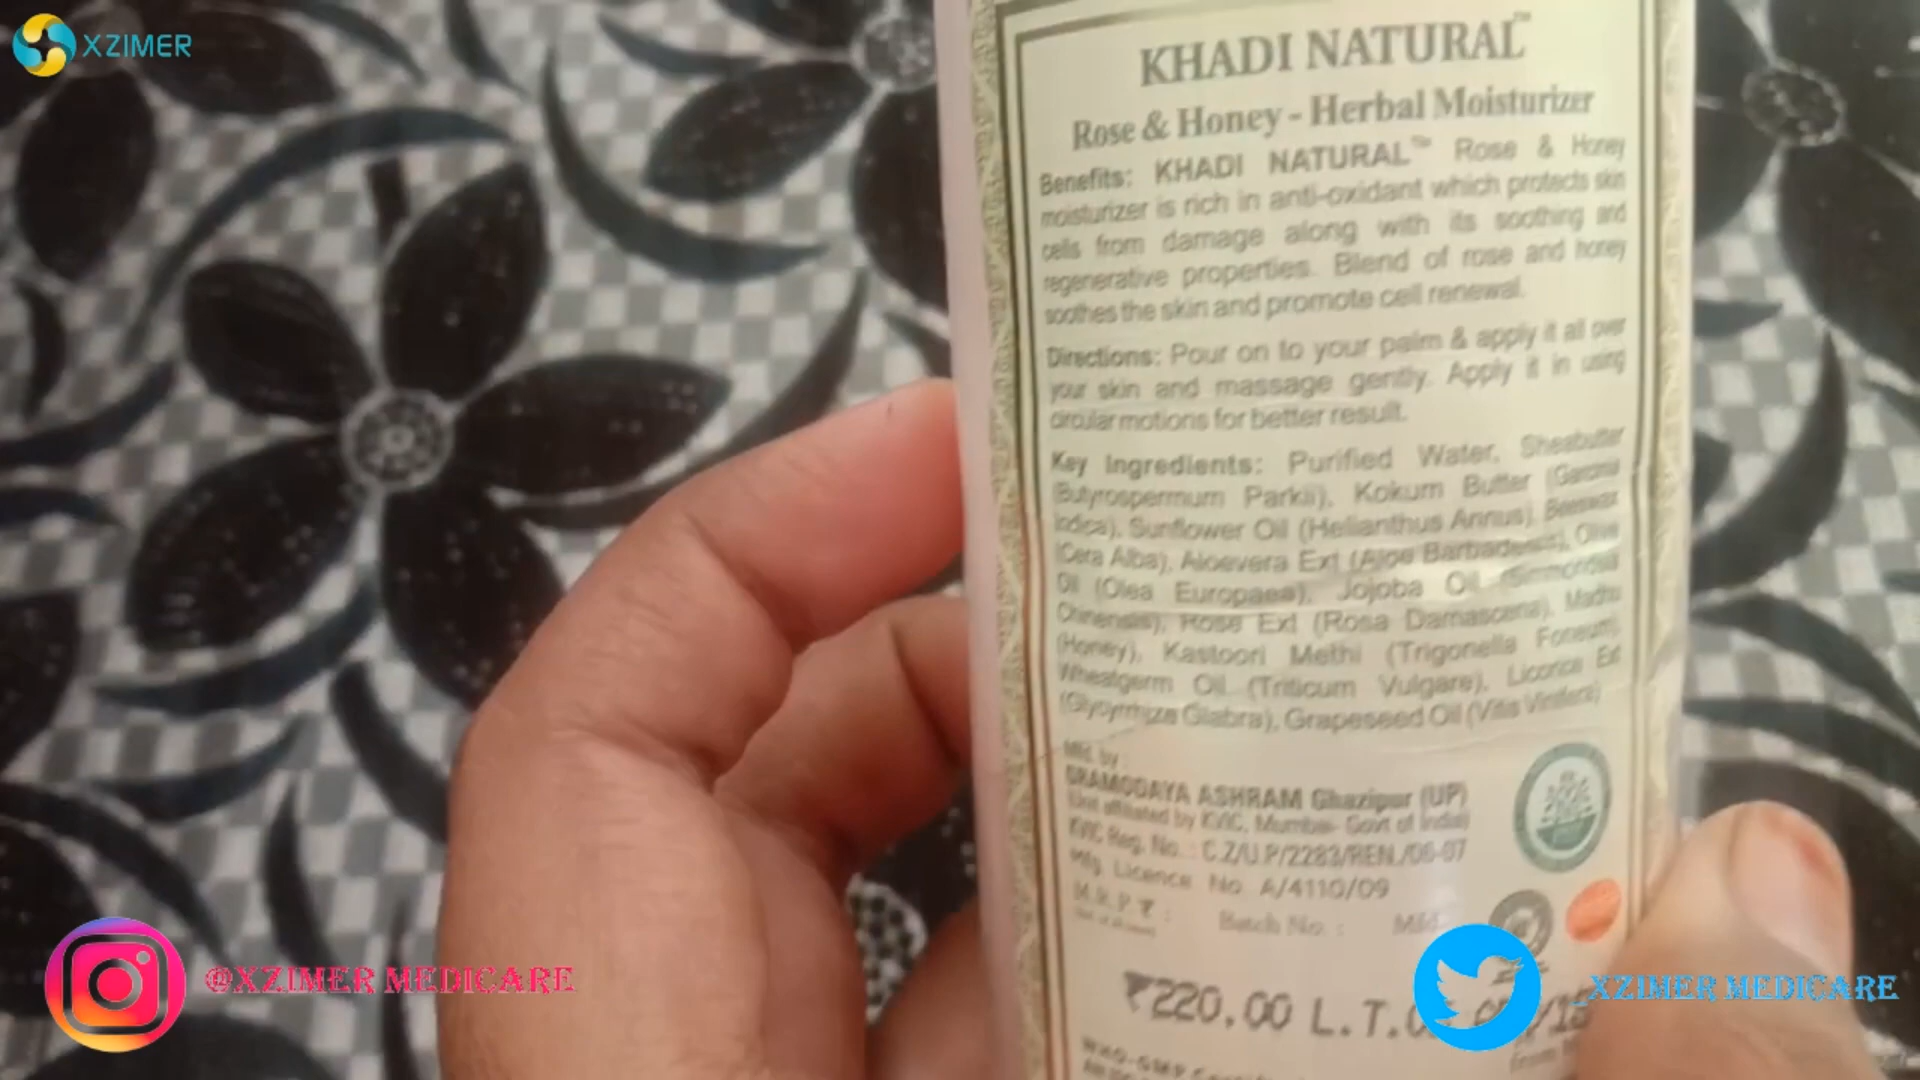 XZIMER
KHADI NATURAL™
Rose & Honey - Herbal Moisturizer
Benefits: KHADI NATURAL™ Rose & Honey
moisturizer is rich in anti-oxidant which protects skin
cells from damage along with its soothing and
regenerative properties. Blend of rose and honey
soothes the skin and promote cell renewal.
Directions: Pour on to your palm & apply it all over
your skin and massage gently. Apply it in using
circular motions for better result.
Key Ingredients: Purified Water, Sheabutter
(Butyrospermum Parkii), Kokum Butter (Garcinia
Indica), Sunflower Oil (Helianthus Annus), Beeswax
(Cera Alba), Aloevera Ext (Aloe Barbadensis), Olive
Oil (Olea Europaea), Jojoba Oil (Simmondsia
Chinensis), Rose Ext (Rosa Damascena), Madhu
(Honey), Kastoori Methi (Trigonella Foneum),
Wheatgerm Oil (Triticum Vulgare), Licorice Ext
(Glycyrrhiza Glabra), Grapeseed Oil (Vitis Vinifera)
Mfd. by :
GRAMODAYA ASHRAM Ghazipur (UP)
(Unit affiliated by KVIC, Mumbai- Govt of India)
KVIC Reg. No. : C.Z/U.P/2283/REN./06-07
Mfg. Licence No. A/4110/09
M.R.P ₹ : Batch No. : Mfd.
₹220.00 L.T.
@XZIMER MEDICARE
XZIMER MEDICARE